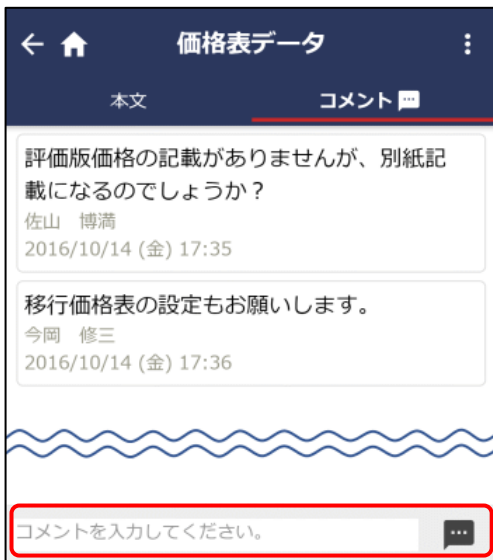 価格表データ
本文
コメント
評価版価格の記載がありませんが、別紙記
載になるのでしょうか？
佐山　博満
2016/10/14 (金) 17:35
移行価格表の設定もお願いします。
今岡　修三
2016/10/14 (金) 17:36
コメントを入力してください。